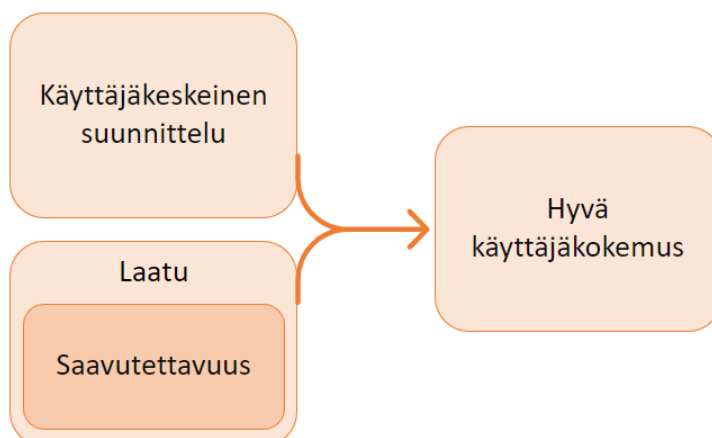 Käyttäjäkeskeinen
suunnittelu
Laatu
Saavutettavuus
Hyvä
käyttäjäkokemus